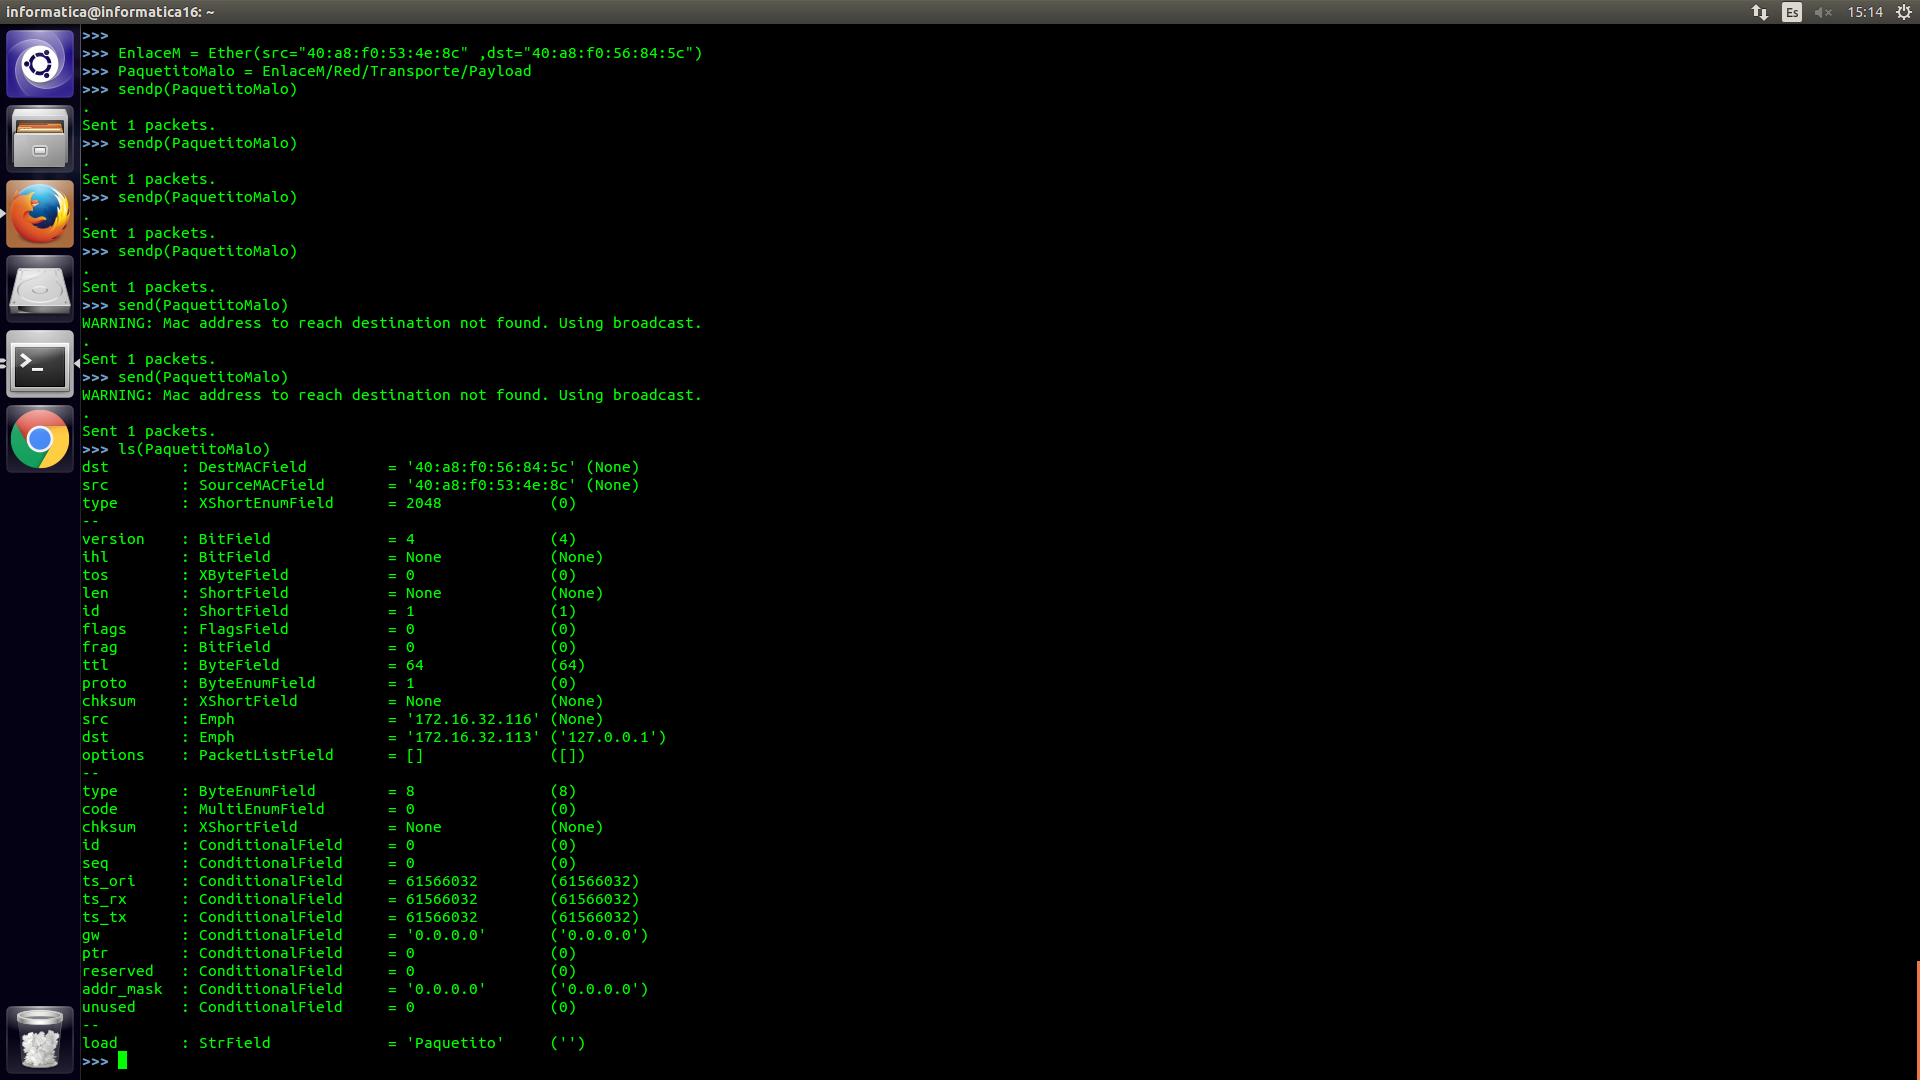 informatica@informatica16: ~
Es
15:14
>>>
>>> EnlaceM = Ether(src="40:a8:f0:53:4e:8c" ,dst="40:a8:f0:56:84:5c")
>>> PaquetitoMalo = EnlaceM/Red/Transporte/Payload
>>> sendp(PaquetitoMalo)
.
Sent 1 packets.
>>> sendp(PaquetitoMalo)
.
Sent 1 packets.
>>> sendp(PaquetitoMalo)
.
Sent 1 packets.
>>> sendp(PaquetitoMalo)
.
Sent 1 packets.
>>> send(PaquetitoMalo)
WARNING: Mac address to reach destination not found. Using broadcast.
.
Sent 1 packets.
>>> send(PaquetitoMalo)
WARNING: Mac address to reach destination not found. Using broadcast.
.
Sent 1 packets.
>>> ls(PaquetitoMalo)
dst        : DestMACField         = '40:a8:f0:56:84:5c' (None)
src        : SourceMACField       = '40:a8:f0:53:4e:8c' (None)
type       : XShortEnumField      = 2048            (0)
--
version    : BitField             = 4               (4)
ihl        : BitField             = None            (None)
tos        : XByteField           = 0               (0)
len        : ShortField           = None            (None)
id         : ShortField           = 1               (1)
flags      : FlagsField           = 0               (0)
frag       : BitField             = 0               (0)
ttl        : ByteField            = 64              (64)
proto      : ByteEnumField        = 1               (0)
chksum     : XShortField          = None            (None)
src        : Emph                 = '172.16.32.116' (None)
dst        : Emph                 = '172.16.32.113' ('127.0.0.1')
options    : PacketListField      = []              ([])
--
type       : ByteEnumField        = 8               (8)
code       : MultiEnumField       = 0               (0)
chksum     : XShortField          = None            (None)
id         : ConditionalField     = 0               (0)
seq        : ConditionalField     = 0               (0)
ts_ori     : ConditionalField     = 61566032        (61566032)
ts_rx      : ConditionalField     = 61566032        (61566032)
ts_tx      : ConditionalField     = 61566032        (61566032)
gw         : ConditionalField     = '0.0.0.0'       ('0.0.0.0')
ptr        : ConditionalField     = 0               (0)
reserved   : ConditionalField     = 0               (0)
addr_mask  : ConditionalField     = '0.0.0.0'       ('0.0.0.0')
unused     : ConditionalField     = 0               (0)
--
load       : StrField             = 'Paquetito'     ('')
>>>